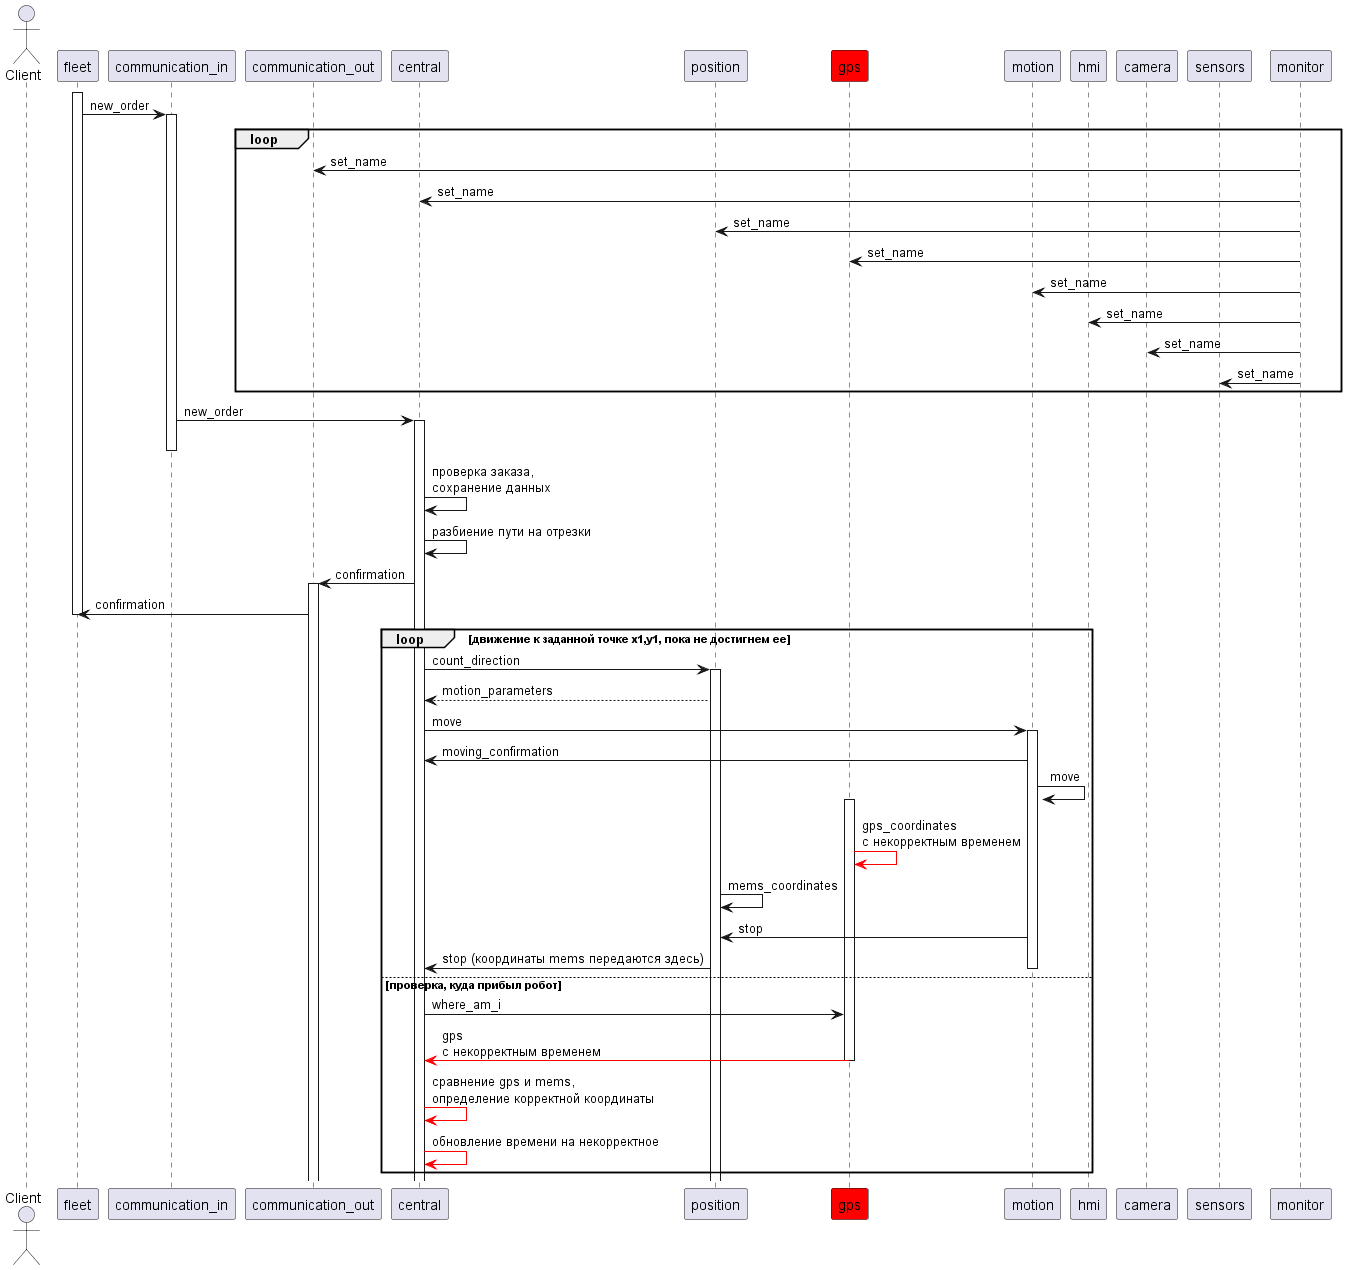 Client
fleet
communication_in
communication_out
central
position
gps
motion
hmi
camera
sensors
monitor
new_order
loop
set_name
set_name
set_name
set_name
set_name
set_name
set_name
set_name
new_order
проверка заказа,
сохранение данных
разбиение пути на отрезки
confirmation
confirmation
loop [движение к заданной точке x1,y1, пока не достигнем ее]
count_direction
motion_parameters
move
moving_confirmation
move
gps_coordinates
с некорректным временем
mems_coordinates
stop
stop (координаты mems передаются здесь)
[проверка, куда прибыл робот]
where_am_i
gps
с некорректным временем
сравнение gps и mems,
определение корректной координаты
обновление времени на некорректное
Client
fleet
communication_in
communication_out
central
position
gps
motion
hmi
camera
sensors
monitor